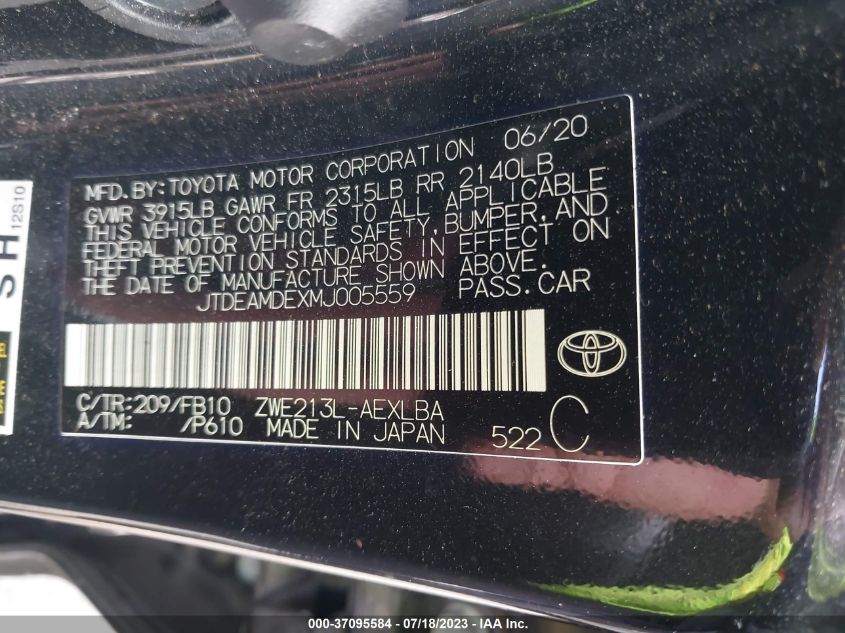 MFD. BY: TOYOTA MOTOR CORPORATION 06/20
GVWR 3915LB GAWR FR 2315LB RR 2140LB
THIS VEHICLE CONFORMS TO ALL APPLICABLE
FEDERAL MOTOR VEHICLE SAFETY, BUMPER, AND
THEFT PREVENTION STANDARDS IN EFFECT ON
THE DATE OF MANUFACTURE SHOWN ABOVE.
JTDEAMDEXMJ005559 PASS. CAR
C/TR: 209/FB10 ZWE213L-AEXLBA
A/TM: /P610 MADE IN JAPAN 522 C
SH
12S10
000-37095584 - 07/18/2023 - © IAA Inc.